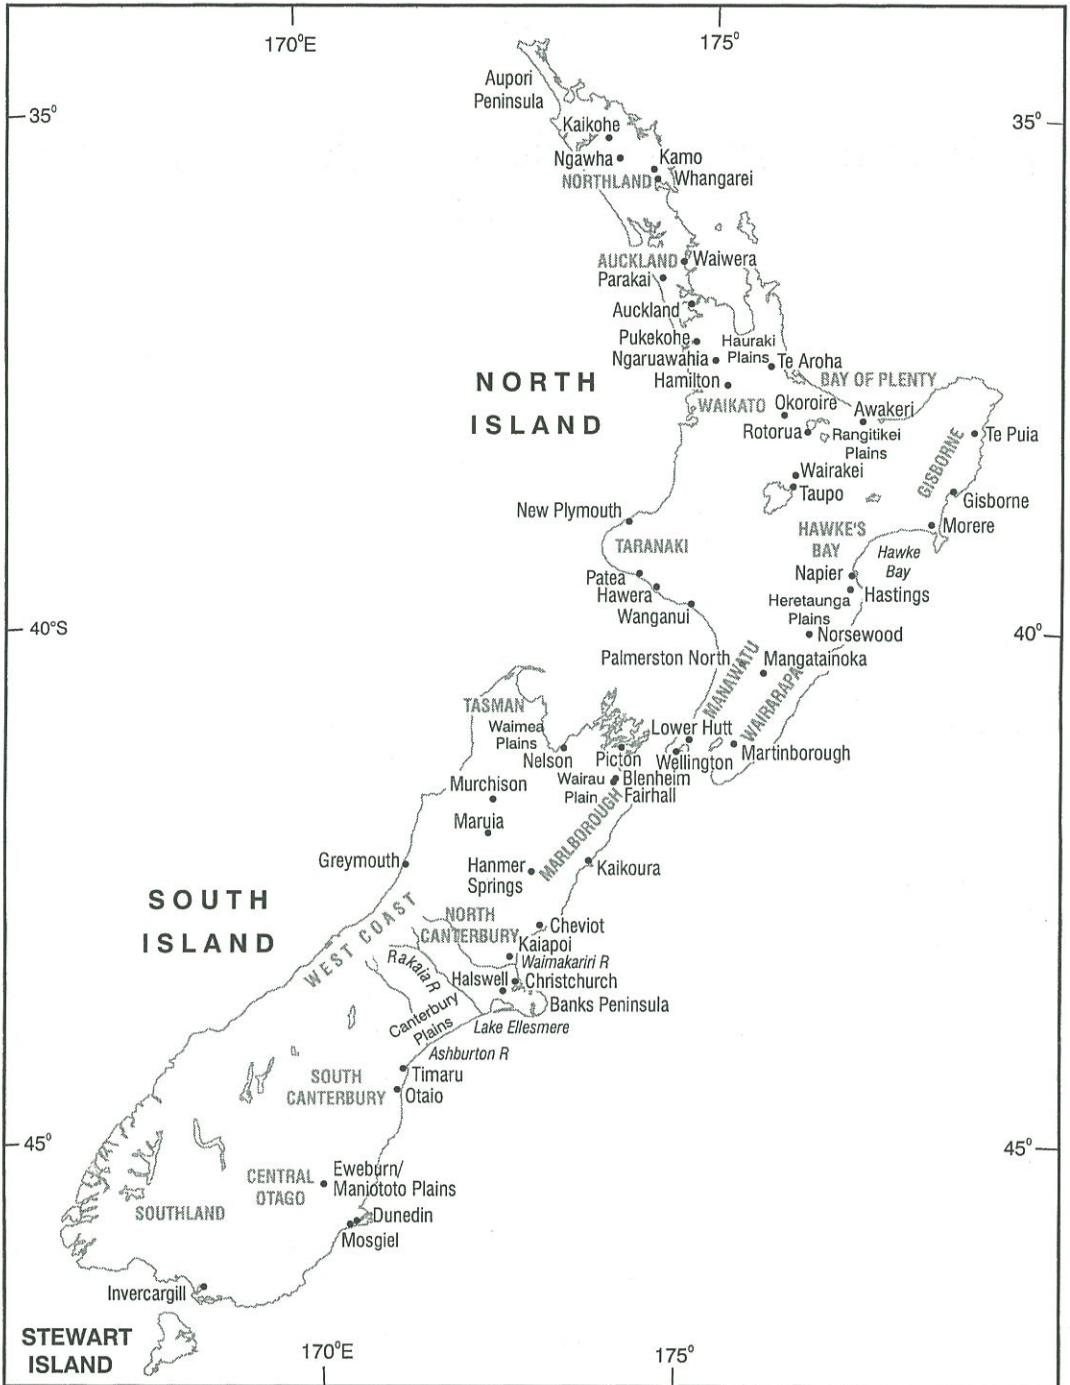 170°E
175°
Aupori
Peninsula
35°
35°
Kaikohe
Ngawha
Kamo
NORTHLAND
Whangarei
AUCKLAND
Waiwera
Parakai
Auckland
Pukekohe
Hauraki
Plains
Ngaruawahia
Te Aroha
Hamilton
BAY OF PLENTY
NORTH
ISLAND
WAIKATO
Okoroire
Awakeri
Rotorua
Rangitikei
Plains
Te Puia
GISBORNE
Wairakei
Taupo
Gisborne
New Plymouth
Morere
HAWKE'S
BAY
TARANAKI
Hawke
Bay
Patea
Napier
Hawera
Hastings
Heretaunga
Plains
Wanganui
40°S
Norsewood
40°
Palmerston North
MANAWATU
Mangatainoka
WAIRARAPA
TASMAN
Waimea
Plains
Lower Hutt
Nelson
Picton
Wellington
Martinborough
Wairau
Plain
Blenheim
Fairhall
Murchison
Maruia
MARLBOROUGH
Greymouth
Hanmer
Springs
Kaikoura
SOUTH
ISLAND
WEST COAST
NORTH
CANTERBURY
Cheviot
Kaiapoi
Waimakariri R
Rakaia R
Halswell
Christchurch
Banks Peninsula
Canterbury
Plains
Lake Ellesmere
Ashburton R
SOUTH
CANTERBURY
Timaru
Otaio
45°
45°
CENTRAL
OTAGO
Eweburn/
Maniototo Plains
SOUTHLAND
Dunedin
Mosgiel
Invercargill
STEWART
ISLAND
170°E
175°